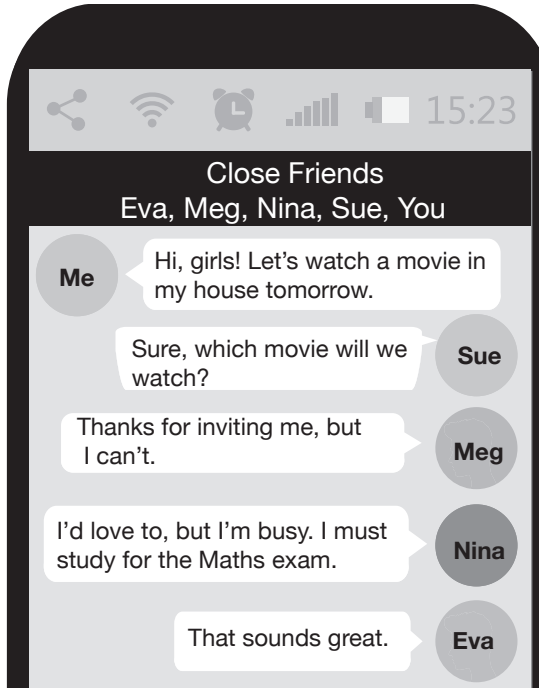 15:23
Close Friends
Eva, Meg, Nina, Sue, You
Me
Hi, girls! Let’s watch a movie in
my house tomorrow.
Sure, which movie will we
watch?
Sue
Thanks for inviting me, but
I can’t.
Meg
I’d love to, but I’m busy. I must
study for the Maths exam.
Nina
That sounds great.
Eva